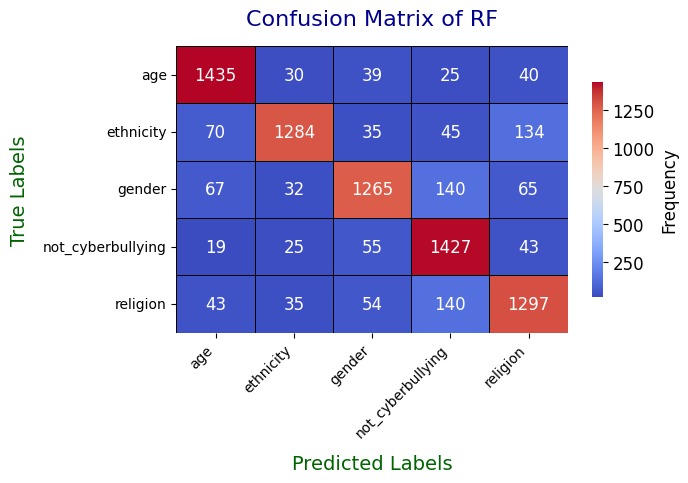 Confusion Matrix of RF
True Labels
age 1435 30 39 25 40
ethnicity 70 1284 35 45 134
gender 67 32 1265 140 65
not_cyberbullying 19 25 55 1427 43
religion 43 35 54 140 1297
age ethnicity gender not_cyberbullying religion
Predicted Labels
1250
1000
750
500
250
Frequency